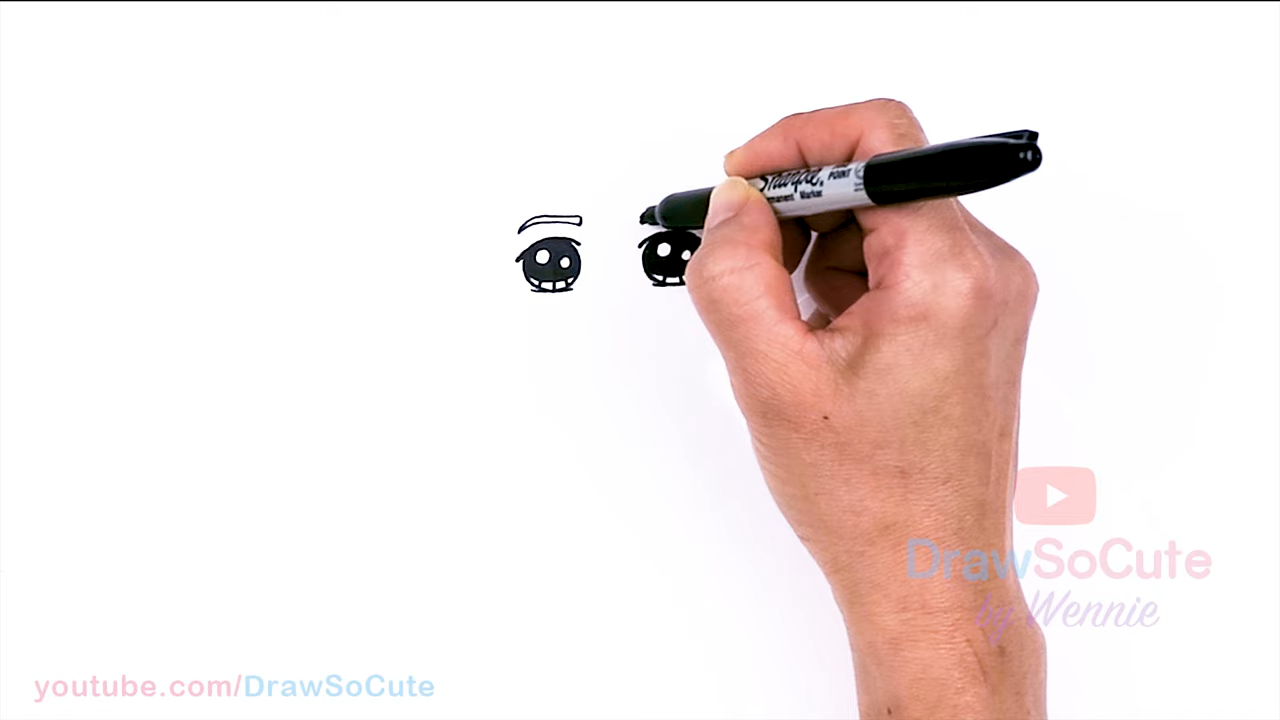 Sharpie
POINT
Permanent Marker
DrawSoCute
by Wennie
youtube.com/DrawSoCute